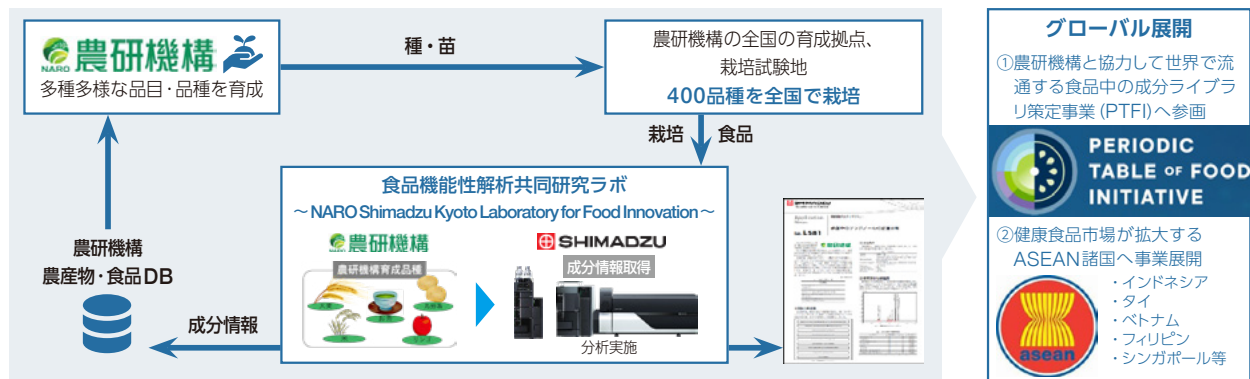 NARO 農研機構
多種多様な品目・品種を育成
種・苗
農研機構の全国の育成拠点、
栽培試験地
400品種を全国で栽培
栽培 食品
食品機能性解析共同研究ラボ
～NARO Shimadzu Kyoto Laboratory for Food Innovation～
農研機構
農研機構育成品種
SHIMADZU
成分情報取得
分析実施
農研機構
農産物・食品DB
成分情報
グローバル展開
①農研機構と協力して世界で流
通する食品中の成分ライブラ
リ策定事業(PTFI)へ参画
PERIODIC
TABLE OF FOOD
INITIATIVE
②健康食品市場が拡大する
ASEAN諸国へ事業展開
asean
・インドネシア
・タイ
・ベトナム
・フィリピン
・シンガポール等